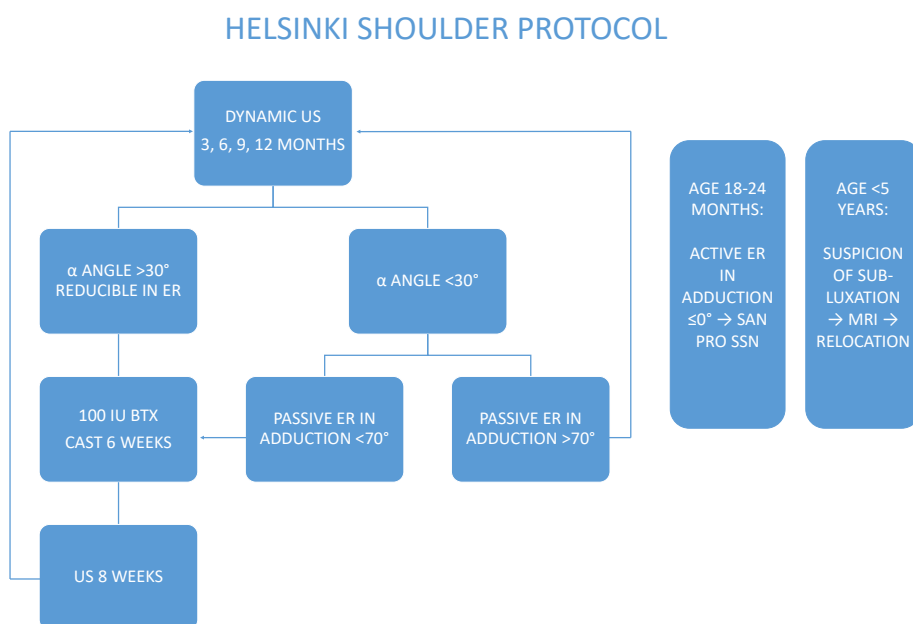 HELSINKI SHOULDER PROTOCOL
DYNAMIC US
3, 6, 9, 12 MONTHS
α ANGLE >30°
REDUCIBLE IN ER
α ANGLE <30°
100 IU BTX
CAST 6 WEEKS
PASSIVE ER IN
ADDUCTION <70°
PASSIVE ER IN
ADDUCTION >70°
US 8 WEEKS
AGE 18-24
MONTHS:
ACTIVE ER
IN
ADDUCTION
≤0° → SAN
PRO SSN
AGE <5
YEARS:
SUSPICION
OF SUB-
LUXATION
→ MRI →
RELOCATION